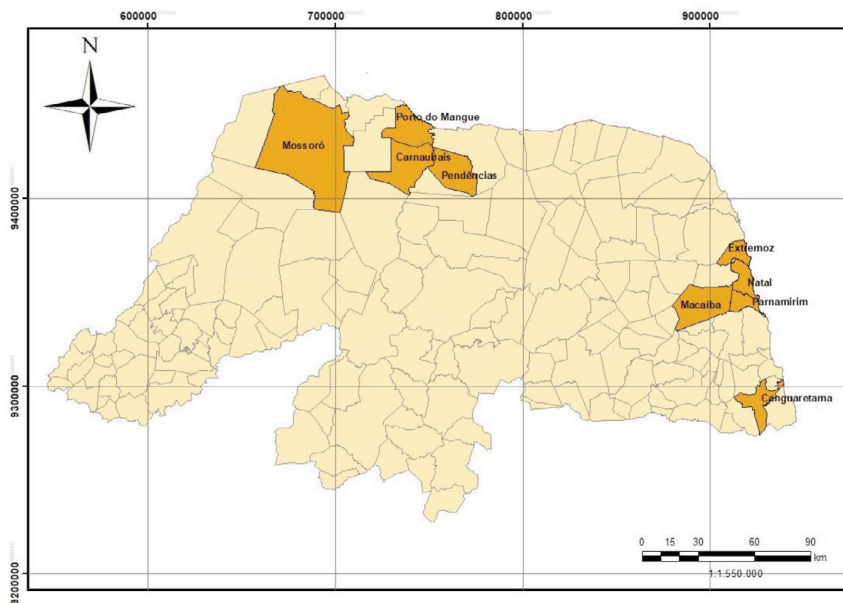 600000 700000 800000 900000
N
9400000
9300000
9200000
Mossoró
Porto do Mangue
Carnaubais
Pendências
Extremoz
Natal
Parnamirim
Macaíba
Canguaretama
0 15 30 60 90
km
1:1.550.000